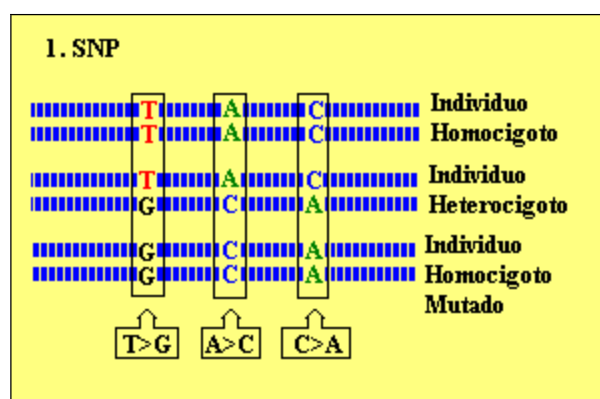 1. SNP
T A C Individuo
T A C Homocigoto
T A C Individuo
G C A Heterocigoto
G C A Individuo
G C A Homocigoto
Mutado
T>G A>C C>A